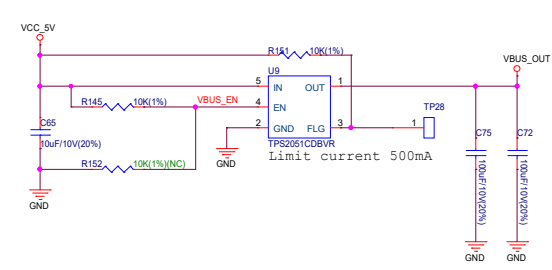 VCC_5V
R151
10K(1%)
VBUS_OUT
U9
5
IN
OUT
1
R145
10K(1%)
VBUS_EN
4
EN
TP28
C65
2
GND
FLG
3
1
10uF/10V(20%)
TPS2051CDBVR
C75
C72
Limit current 500mA
R152
10K(1%)(NC)
GND
100uF/10V(20%)
100uF/10V(20%)
GND
GND
GND